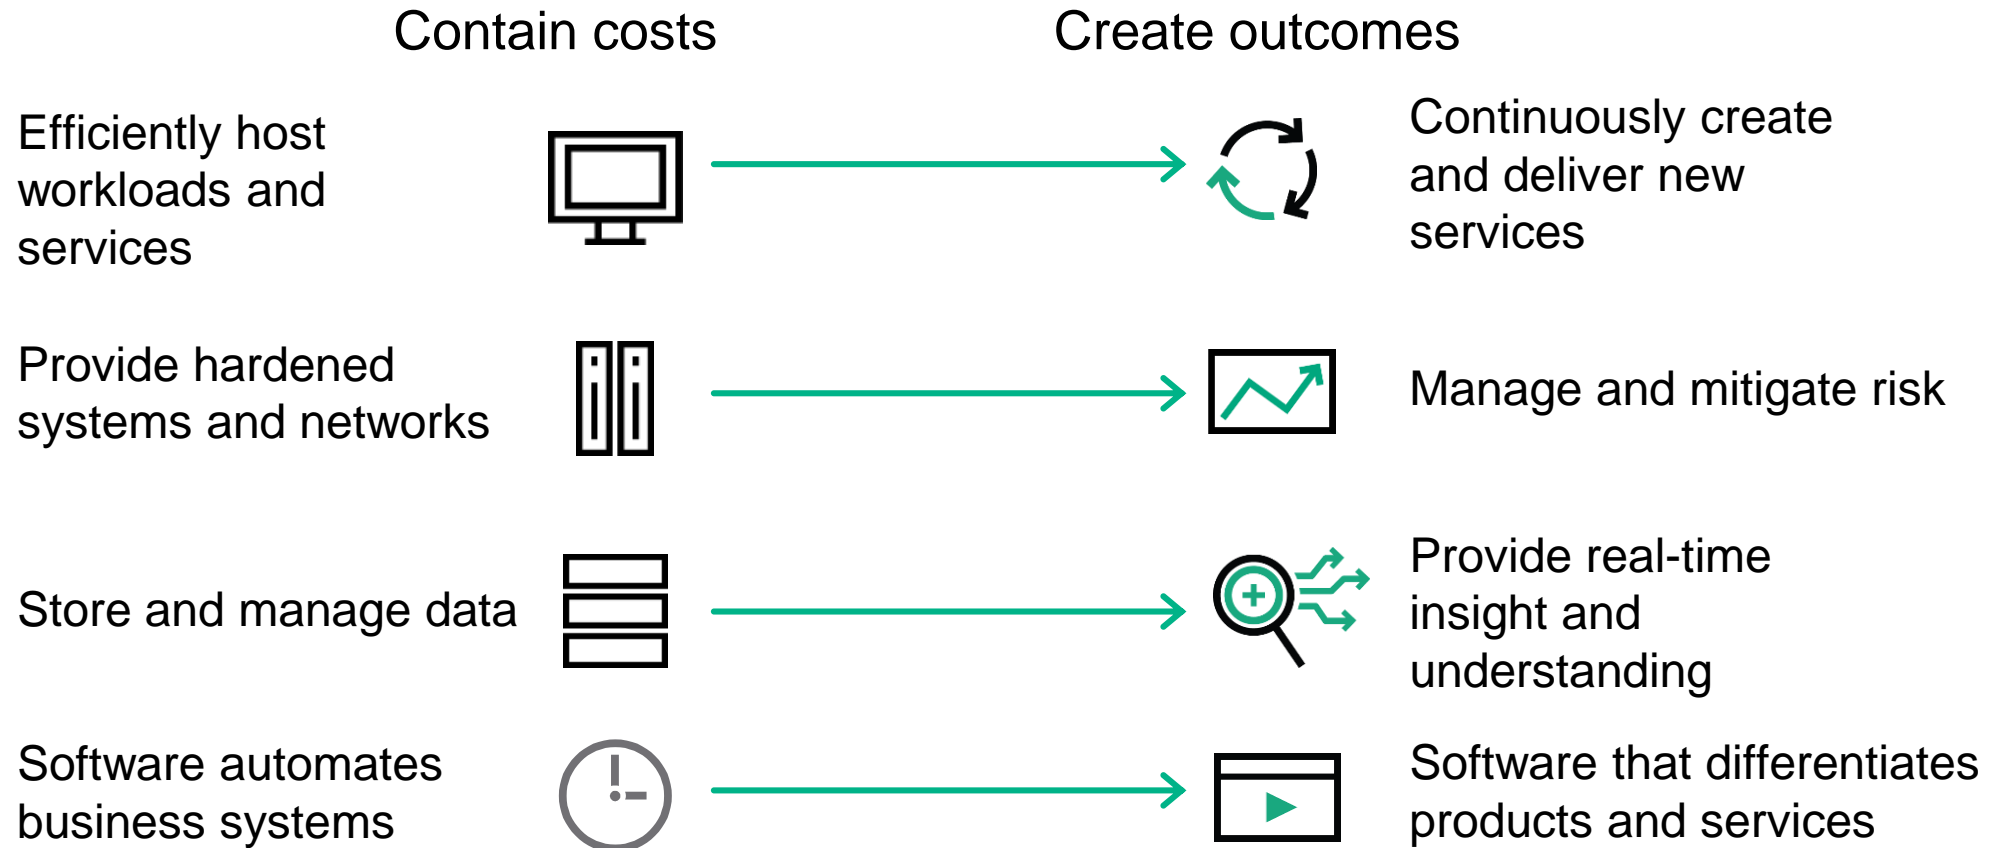 Contain costs
Create outcomes
Efficiently host
workloads and
services
Continuously create
and deliver new
services
Provide hardened
systems and networks
Manage and mitigate risk
Store and manage data
Provide real-time
insight and
understanding
Software automates
business systems
Software that differentiates
products and services